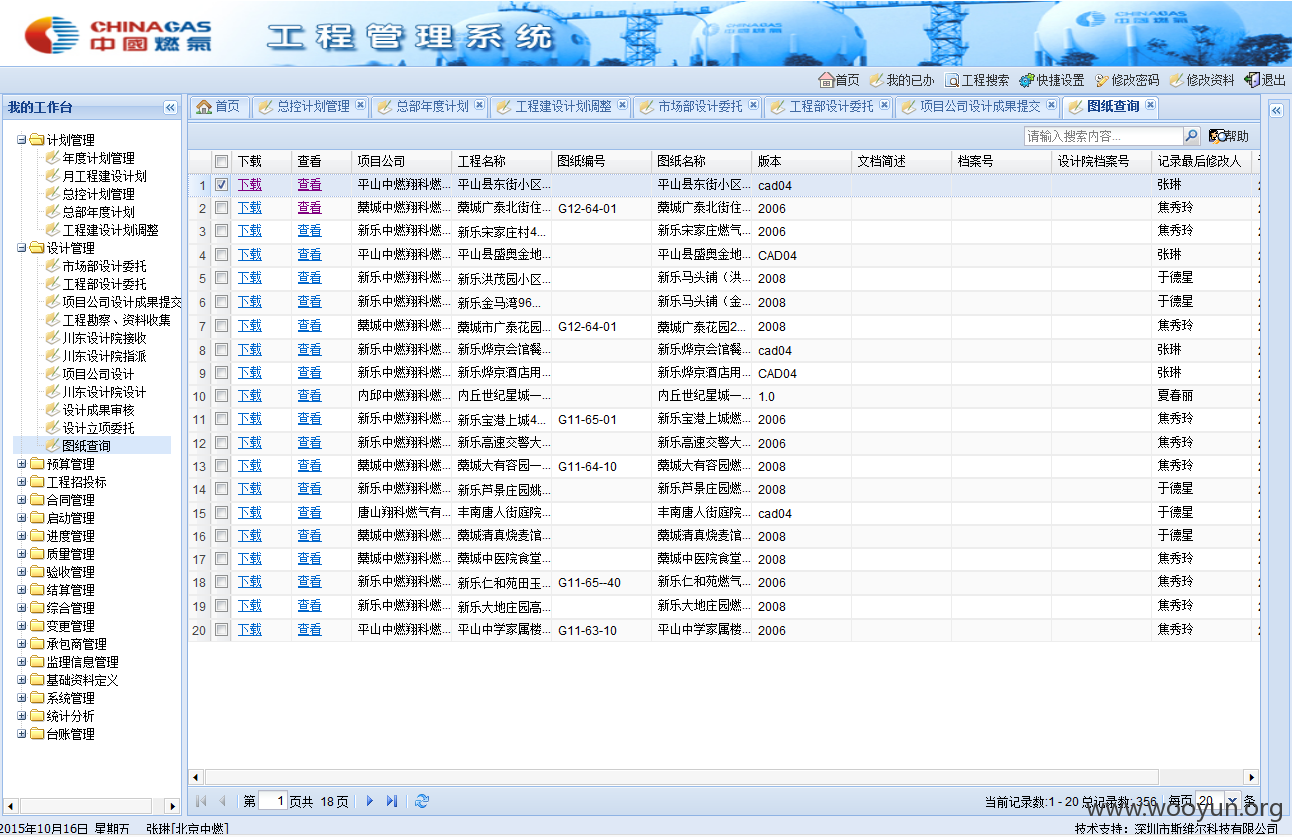 CHINAGAS
中國燃氣
工程管理系统
首页 我的已办 工程搜索 快捷设置 修改密码 修改资料 退出
我的工作台
首页 总控计划管理 总部年度计划 工程建设计划调整 市场部设计委托 工程部设计委托 项目公司设计成果提交 图纸查询
请输入搜索内容... 帮助
计划管理
年度计划管理
月工程建设计划
总控计划管理
总部年度计划
工程建设计划调整
设计管理
市场部设计委托
工程部设计委托
项目公司设计成果提交
工程勘察、资料收集
川东设计院接收
川东设计院指派
项目公司设计
川东设计院设计
设计成果审核
设计立项委托
图纸查询
预算管理
工程招投标
合同管理
启动管理
进度管理
质量管理
验收管理
结算管理
综合管理
变更管理
承包商管理
监理信息管理
基础资料定义
系统管理
统计分析
台账管理
下载 查看 项目公司 工程名称 图纸编号 图纸名称 版本 文档简述 档案号 设计院档案号 记录最后修改人
1 下载 查看 平山中燃翔科燃... 平山县东街小区... 平山县东街小区... cad04 张琳
2 下载 查看 藁城中燃翔科燃... 藁城广泰北街住... G12-64-01 藁城广泰北街住... 2006 焦秀玲
3 下载 查看 新乐中燃翔科燃... 新乐宋家庄村4... 新乐宋家庄燃气... 2006 焦秀玲
4 下载 查看 平山中燃翔科燃... 平山县盛奥金地... 平山县盛奥金地... CAD04 张琳
5 下载 查看 新乐中燃翔科燃... 新乐洪茂园小区... 新乐马头铺（洪... 2008 于德星
6 下载 查看 新乐中燃翔科燃... 新乐金马湾96... 新乐马头铺（金... 2008 于德星
7 下载 查看 藁城中燃翔科燃... 藁城市广泰花园... G12-64-01 藁城广泰花园2... 2008 焦秀玲
8 下载 查看 新乐中燃翔科燃... 新乐烨京会馆餐... 新乐烨京会馆餐... cad04 张琳
9 下载 查看 新乐中燃翔科燃... 新乐烨京酒店用... 新乐烨京酒店用... CAD04 张琳
10 下载 查看 内邱中燃翔科燃... 内丘世纪星城一... 内丘世纪星城一... 1.0 夏春丽
11 下载 查看 新乐中燃翔科燃... 新乐宝港上城4... G11-65-01 新乐宝港上城燃... 2006 焦秀玲
12 下载 查看 新乐中燃翔科燃... 新乐高速交警大... 新乐高速交警大... 2006 焦秀玲
13 下载 查看 藁城中燃翔科燃... 藁城大有容园一... G11-64-10 藁城大有容园燃... 2008 焦秀玲
14 下载 查看 新乐中燃翔科燃... 新乐芦景庄园姚... 新乐芦景庄园燃... 2008 于德星
15 下载 查看 唐山翔科燃气有... 丰南唐人街庭院... 丰南唐人街庭院... cad04 于德星
16 下载 查看 藁城中燃翔科燃... 藁城清真烧麦馆... 藁城清真烧麦馆... 2008 于德星
17 下载 查看 藁城中燃翔科燃... 藁城中医院食堂... 藁城中医院食堂... 2008 焦秀玲
18 下载 查看 新乐中燃翔科燃... 新乐仁和苑田玉... G11-65--40 新乐仁和苑燃气... 2006 焦秀玲
19 下载 查看 新乐中燃翔科燃... 新乐大地庄园高... 新乐大地庄园燃... 2008 焦秀玲
20 下载 查看 平山中燃翔科燃... 平山中学家属楼... G11-63-10 平山中学家属楼... 2006 焦秀玲
第 1 页共 18 页 当前记录数:1 - 20 总记录数: 356 每页 20 条
www.wooyun.org
2015年10月16日 星期五 张琳[北京中燃] 技术支持：深圳市斯维尔科技有限公司